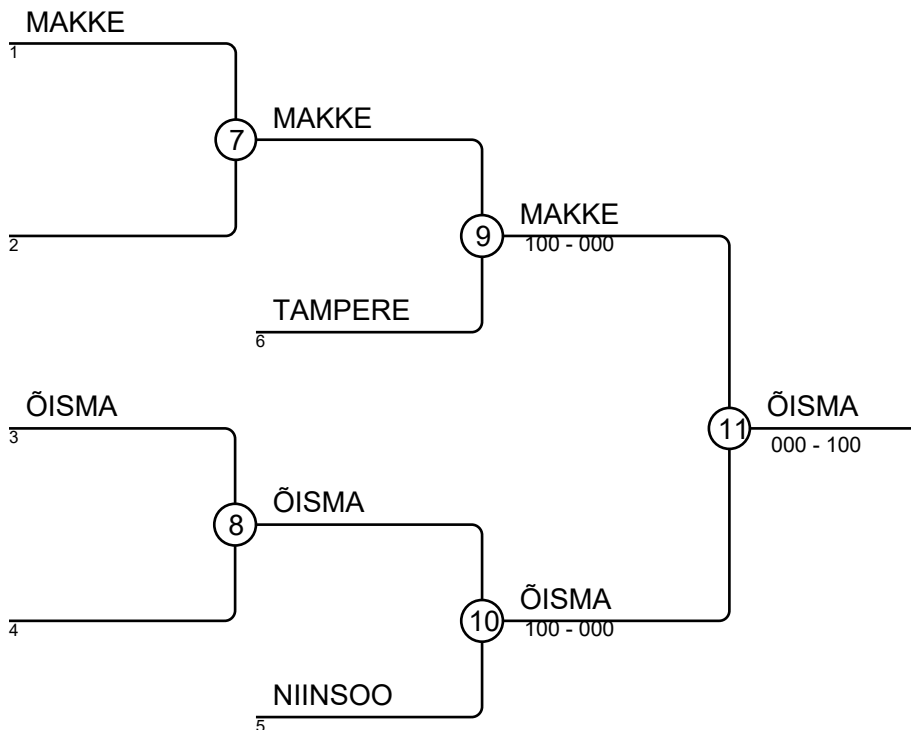 MAKKE
1
MAKKE
7
2
MAKKE
9
100 - 000
TAMPERE
6
ÕISMA
3
ÕISMA
11
000 - 100
ÕISMA
8
ÕISMA
4
10
100 - 000
NIINSOO
5